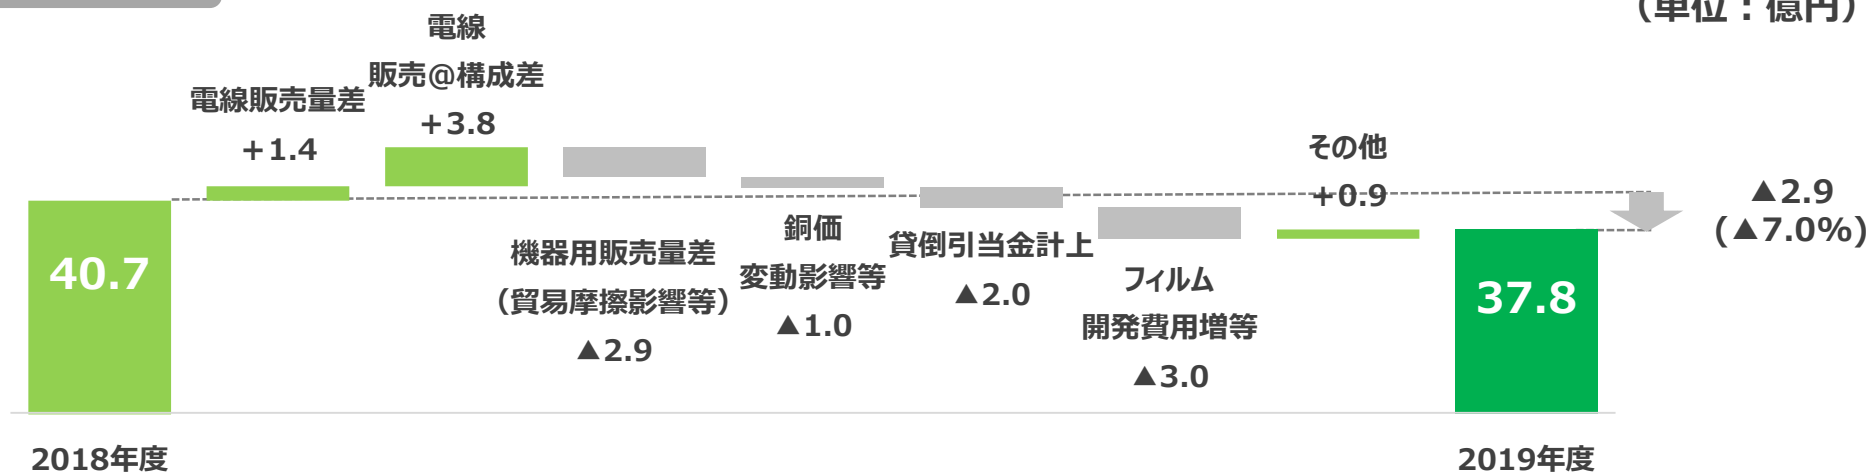 （単位：億円）
電線
販売@構成差
＋3.8
電線販売量差
＋1.4
その他
+0.9
▲2.9
(▲7.0%)
40.7
機器用販売量差
（貿易摩擦影響等）
▲2.9
銅価
変動影響等
▲1.0
貸倒引当金計上
▲2.0
フィルム
開発費用増等
▲3.0
37.8
2018年度
2019年度